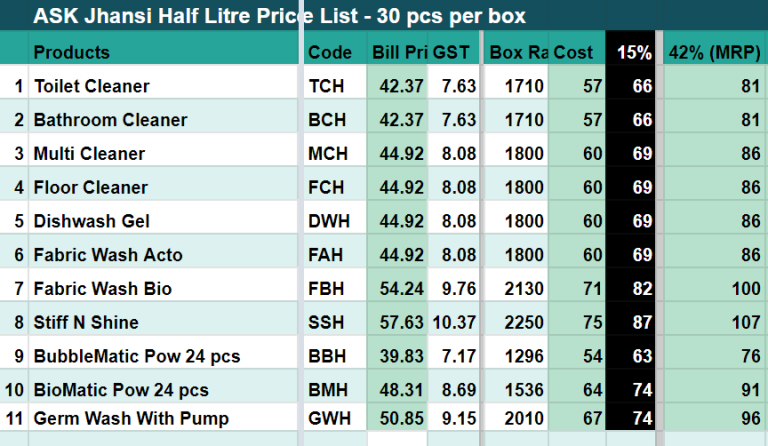 ASK Jhansi Half Litre Price List - 30 pcs per box
Products Code Bill Pri GST Box Ra Cost 15% 42% (MRP)
1 Toilet Cleaner TCH 42.37 7.63 1710 57 66 81
2 Bathroom Cleaner BCH 42.37 7.63 1710 57 66 81
3 Multi Cleaner MCH 44.92 8.08 1800 60 69 86
4 Floor Cleaner FCH 44.92 8.08 1800 60 69 86
5 Dishwash Gel DWH 44.92 8.08 1800 60 69 86
6 Fabric Wash Acto FAH 44.92 8.08 1800 60 69 86
7 Fabric Wash Bio FBH 54.24 9.76 2130 71 82 100
8 Stiff N Shine SSH 57.63 10.37 2250 75 87 107
9 BubbleMatic Pow 24 pcs BBH 39.83 7.17 1296 54 63 76
10 BioMatic Pow 24 pcs BMH 48.31 8.69 1536 64 74 91
11 Germ Wash With Pump GWH 50.85 9.15 2010 67 74 96